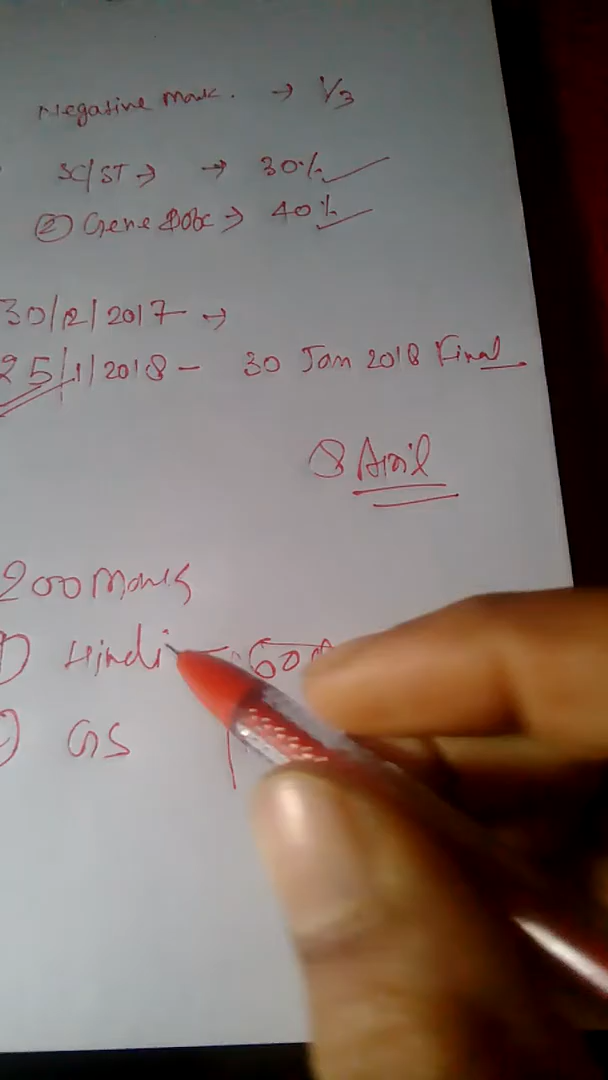 Negative Mark. → 1/3
SC/ST → → 30%
② Gene obc → 40%
30/12/2017 →
25/1/2018 - 30 Jan 2018 Final
8 April
200 Marks
Hindi 60
GS